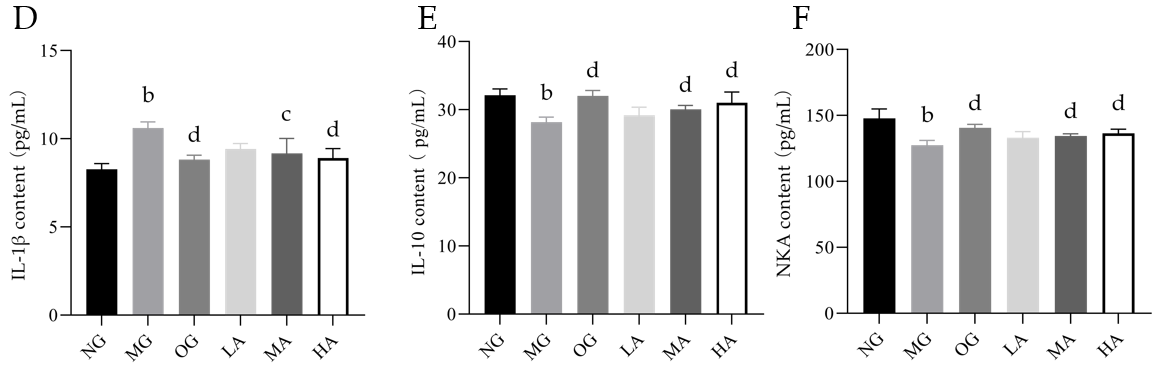 D
IL-1β content (pg/mL)
15
10
5
0
b
d
c
d
NG
MG
OG
LA
MA
HA
E
IL-10 content ( pg/mL)
40
30
20
10
0
b
d
d
d
NG
MG
OG
LA
MA
HA
F
NKA content (pg/mL)
200
150
100
50
0
b
d
d
d
NG
MG
OG
LA
MA
HA